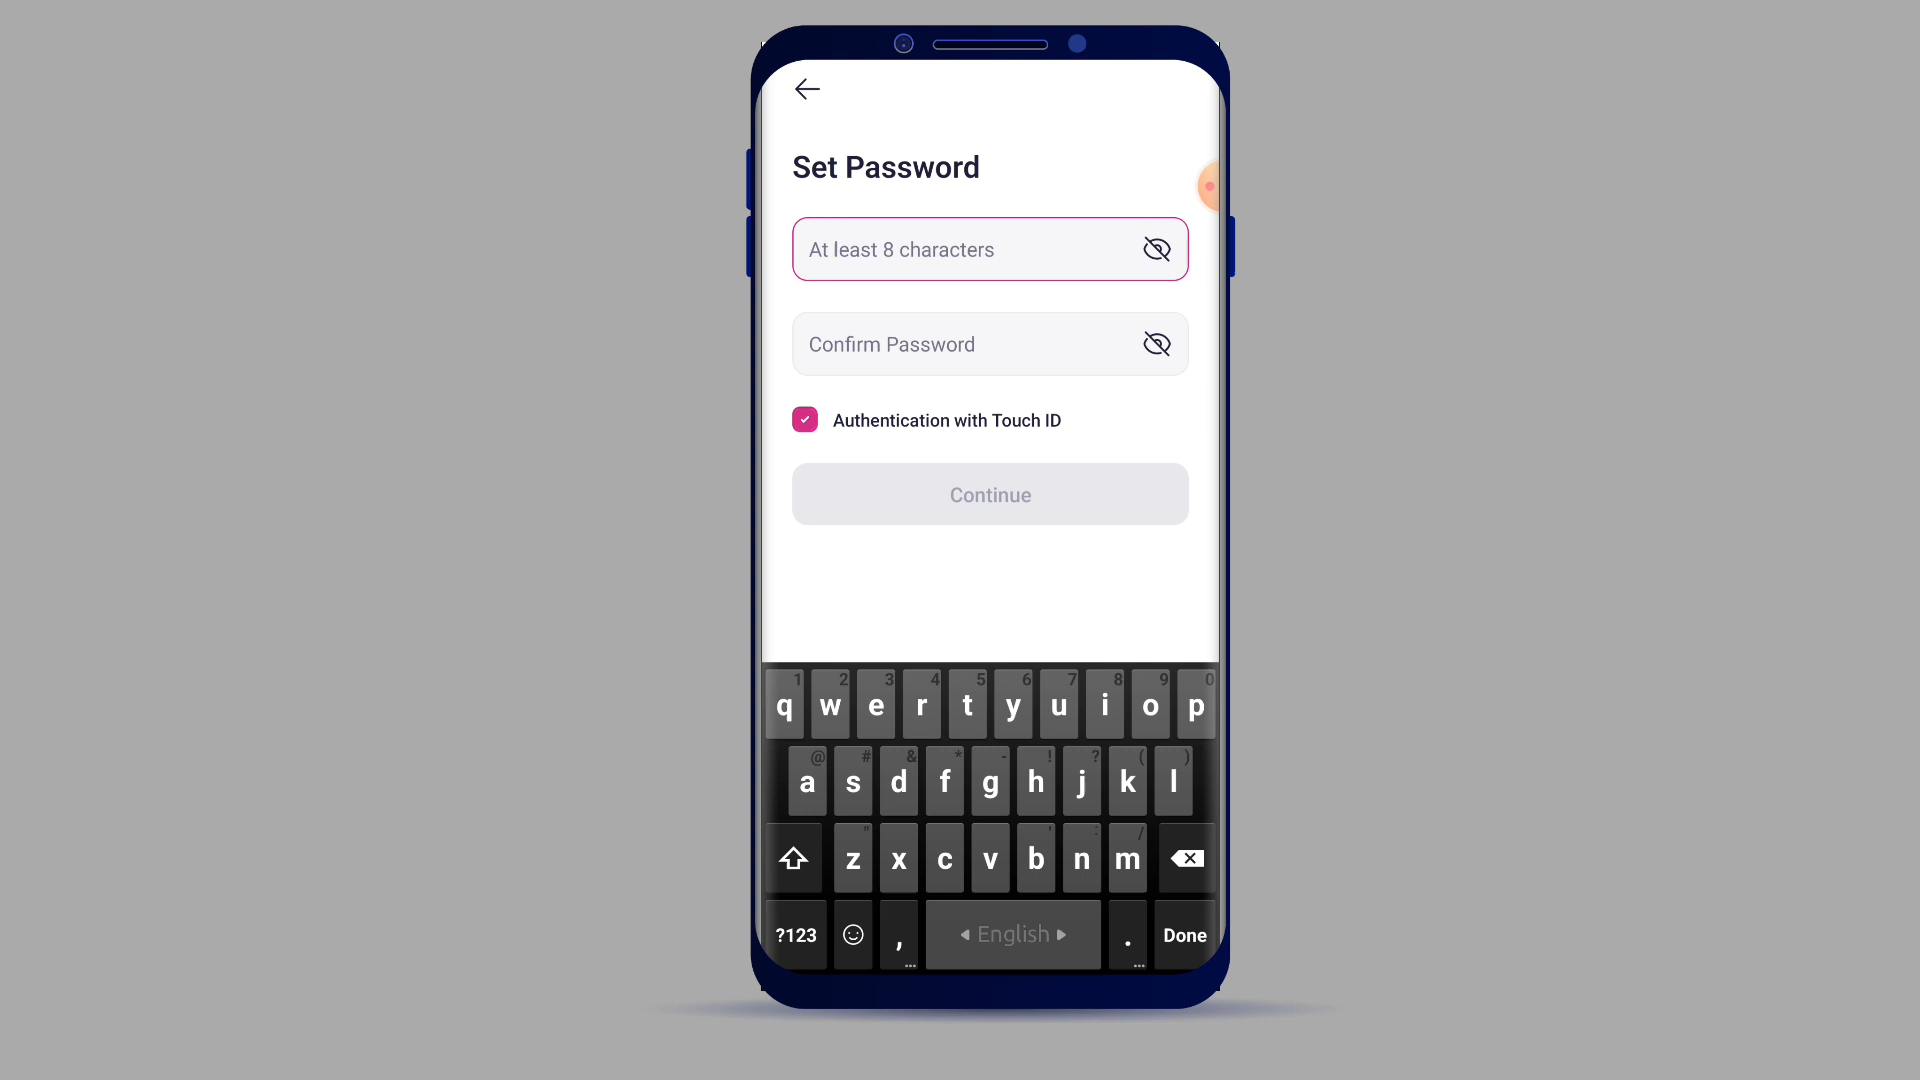 Set Password
At least 8 characters
Confirm Password
Authentication with Touch ID
Continue
1 2 3 4 5 6 7 8 9 0
q w e r t y u i o p
@ # & * - ! ? ( )
a s d f g h j k l
" ' : /
z x c v b n m
?123 , English . Done